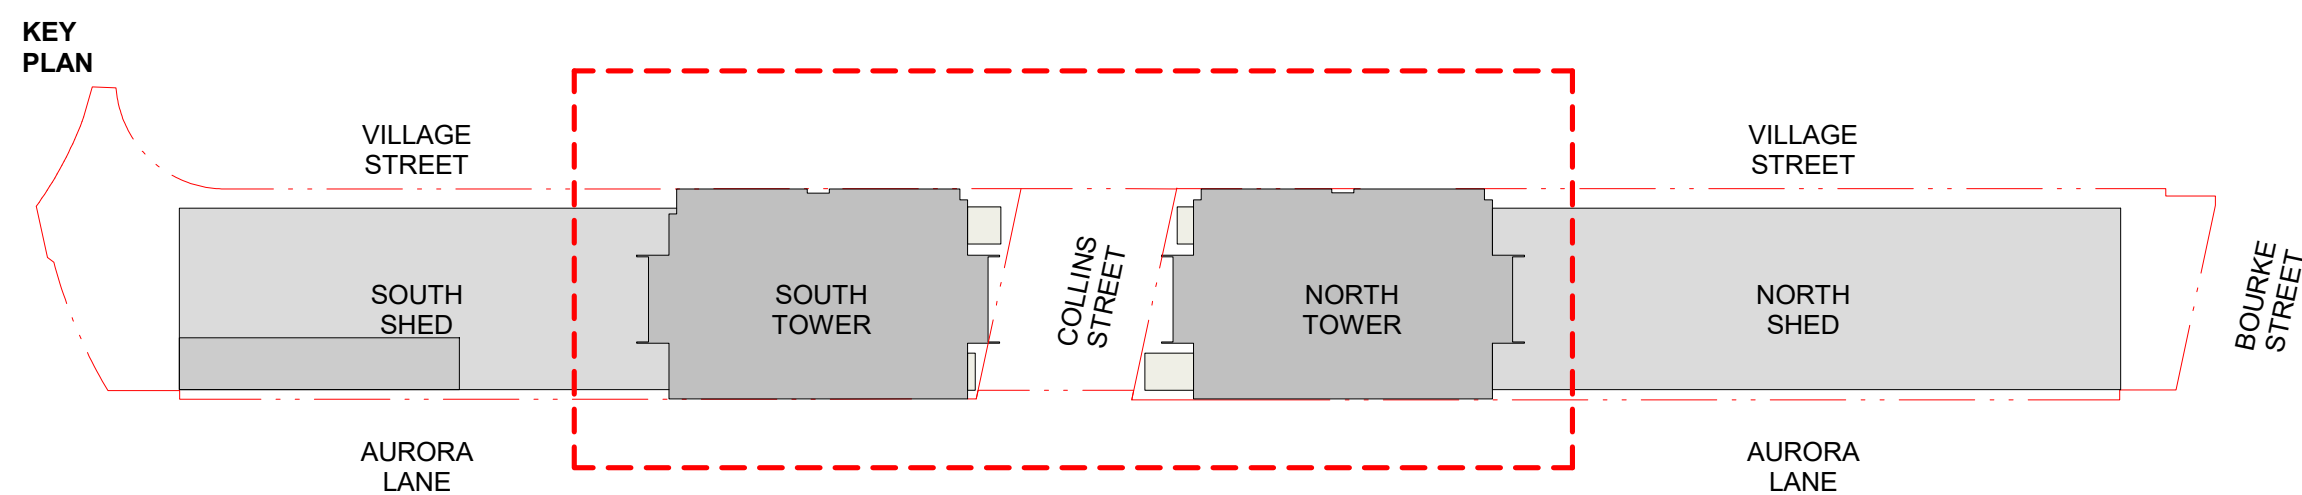 KEY
PLAN
VILLAGE
STREET
VILLAGE
STREET
SOUTH
SHED
SOUTH
TOWER
COLLINS
STREET
NORTH
TOWER
NORTH
SHED
BOURKE
STREET
AURORA
LANE
AURORA
LANE